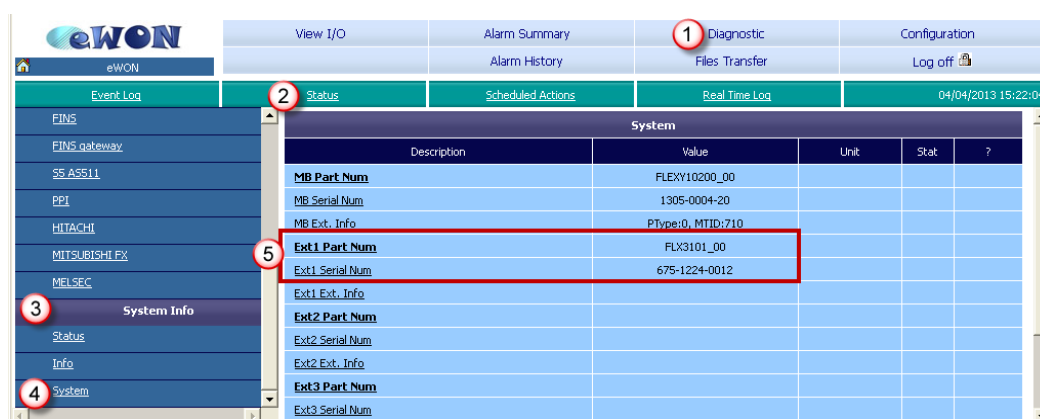 eWON
View I/O
Alarm Summary
1
Diagnostic
Configuration
eWON
Alarm History
Files Transfer
Log off
Event Log
2
Status
Scheduled Actions
Real Time Log
04/04/2013 15:22:04
FINS
FINS gateway
S5 AS511
PPI
HITACHI
MITSUBISHI FX
MELSEC
3
System Info
Status
Info
4
System
System
Description Value Unit Stat ?
MB Part Num FLEXY10200_00
MB Serial Num 1305-0004-20
MB Ext. Info PType:0, MTID:710
5
Ext1 Part Num FLX3101_00
Ext1 Serial Num 675-1224-0012
Ext1 Ext. Info
Ext2 Part Num
Ext2 Serial Num
Ext2 Ext. Info
Ext3 Part Num
Ext3 Serial Num